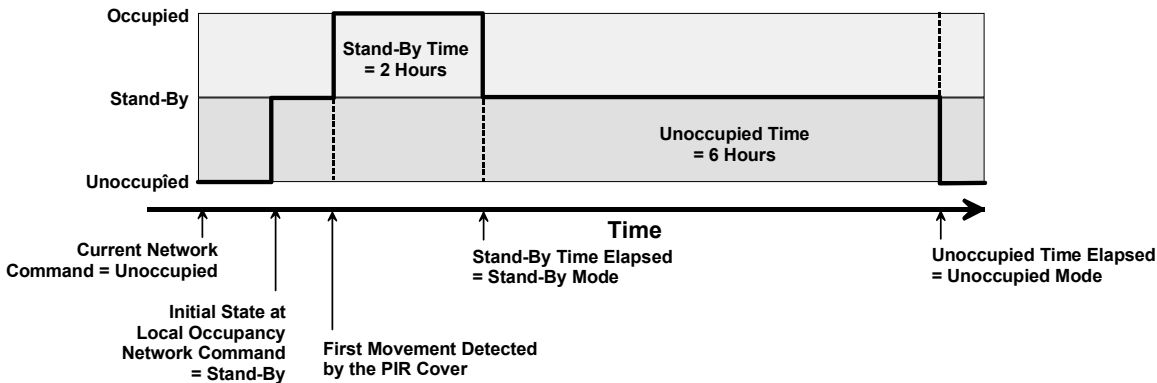 Occupied
Stand-By Time
= 2 Hours
Stand-By
Unoccupied Time
= 6 Hours
Unoccupîed
Time
Current Network
Command = Unoccupied
Stand-By Time Elapsed
= Stand-By Mode
Unoccupied Time Elapsed
= Unoccupied Mode
Initial State at
Local Occupancy
Network Command
= Stand-By
First Movement Detected
by the PIR Cover